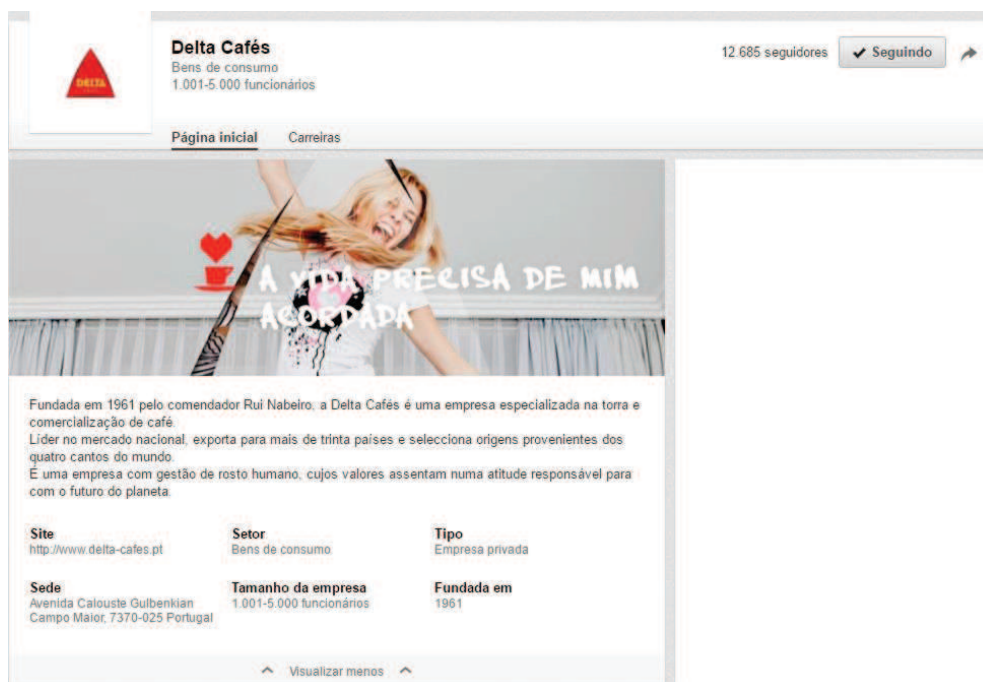 DELTA
Delta Cafés
Bens de consumo
1.001-5.000 funcionários
12.685 seguidores
Seguindo
Página inicial
Carreiras
A VIDA PRECISA DE MIM
ACORDADA
Fundada em 1961 pelo comendador Rui Nabeiro, a Delta Cafés é uma empresa especializada na torra e
comercialização de café.
Líder no mercado nacional, exporta para mais de trinta países e selecciona origens provenientes dos
quatro cantos do mundo.
É uma empresa com gestão de rosto humano, cujos valores assentam numa atitude responsável para
com o futuro do planeta.
Site
http://www.delta-cafes.pt
Setor
Bens de consumo
Tipo
Empresa privada
Sede
Avenida Calouste Gulbenkian
Campo Maior, 7370-025 Portugal
Tamanho da empresa
1.001-5.000 funcionários
Fundada em
1961
Visualizar menos